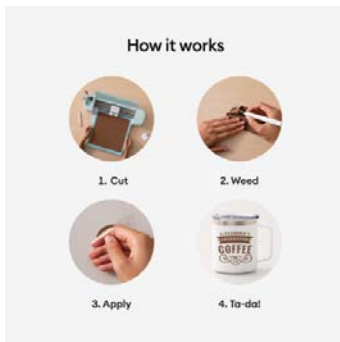 How it works
1. Cut
2. Weed
3. Apply
4. Ta-da!
COFFEE